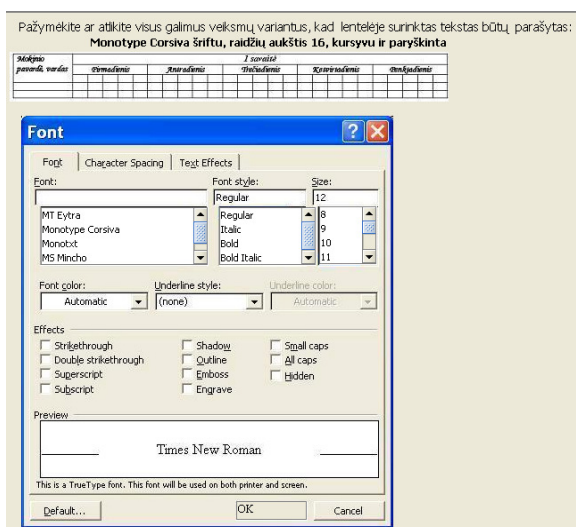 Pažymėkite ar atlikite visus galimus veiksmų variantus, kad lentelėje surinktas tekstas būtų parašytas:
Monotype Corsiva šriftu, raidžių aukštis 16, kursyvu ir paryškinta
Mokinio pavardė, vardas
I savaitė
Pirmadienis Antradienis Trečiadienis Ketvirtadienis Penktadienis
Font
Font Character Spacing Text Effects
Font: Font style: Size:
Regular 12
MT Eytra Regular 8
Monotype Corsiva Italic 9
Monotxt Bold 10
MS Mincho Bold Italic 11
Font color: Underline style: Underline color:
Automatic (none) Automatic
Effects
Strikethrough Shadow Small caps
Double strikethrough Outline All caps
Superscript Emboss Hidden
Subscript Engrave
Preview
Times New Roman
This is a TrueType font. This font will be used on both printer and screen.
Default... OK Cancel